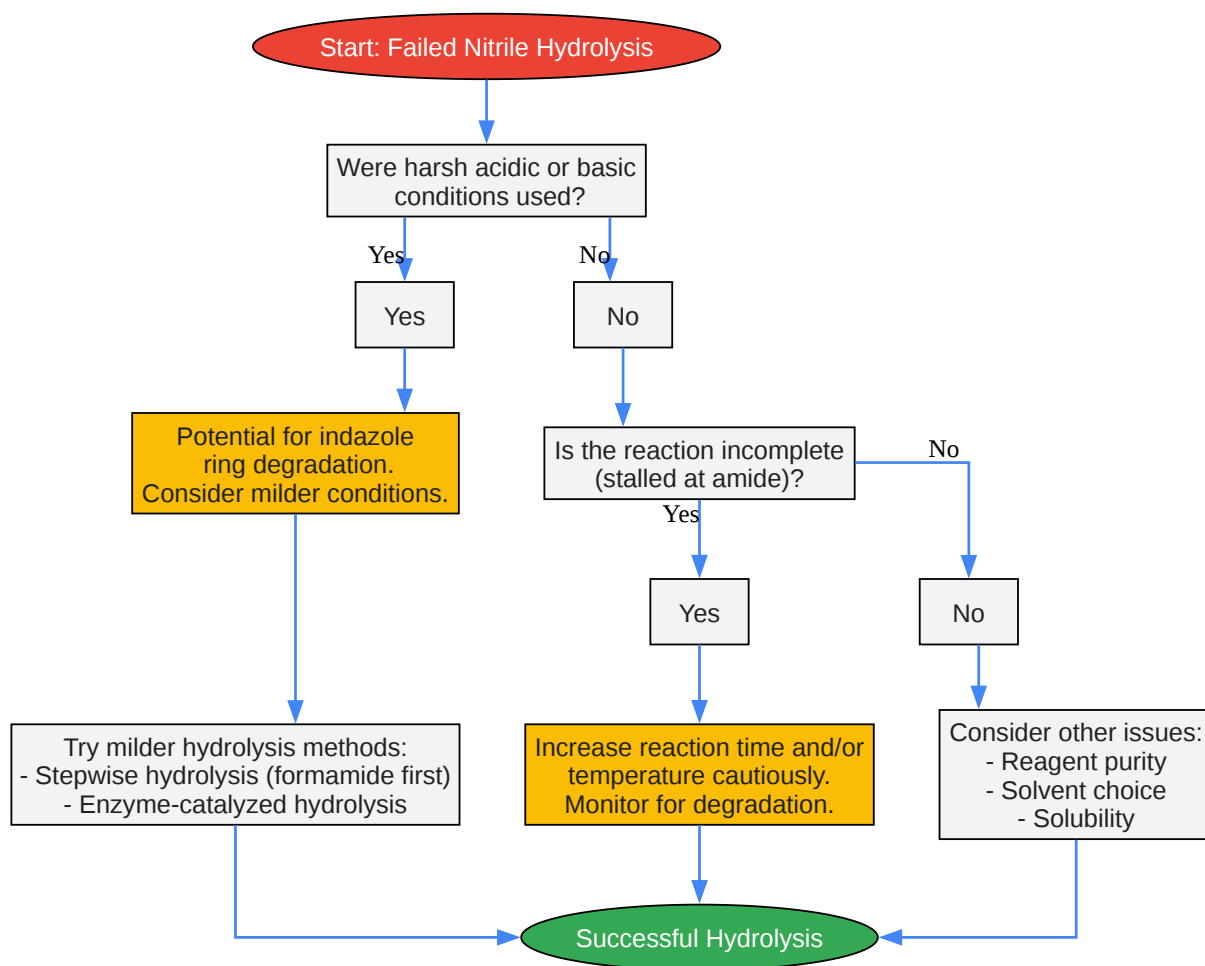 Start: Failed Nitrile Hydrolysis
Were harsh acidic or basic
conditions used?
Yes
No
Yes
No
Potential for indazole
ring degradation.
Consider milder conditions.
Is the reaction incomplete
(stalled at amide)?
No
Yes
Yes
No
Try milder hydrolysis methods:
- Stepwise hydrolysis (formamide first)
- Enzyme-catalyzed hydrolysis
Increase reaction time and/or
temperature cautiously.
Monitor for degradation.
Consider other issues:
- Reagent purity
- Solvent choice
- Solubility
Successful Hydrolysis